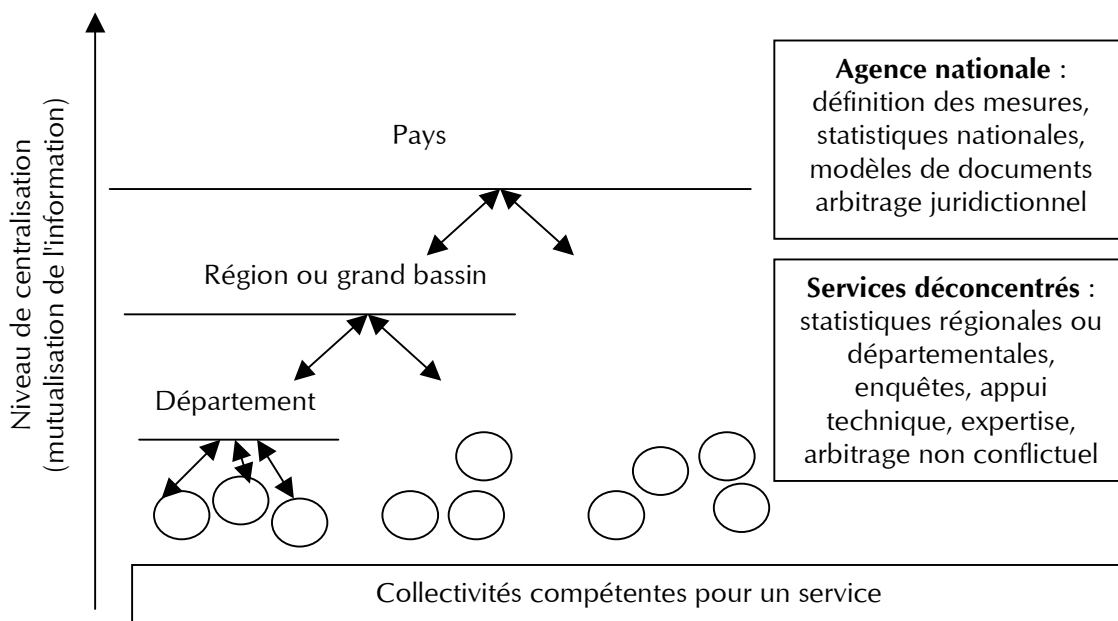 Niveau de centralisation
(mutualisation de l'information)
Pays
Région ou grand bassin
Département
Agence nationale :
définition des mesures,
statistiques nationales,
modèles de documents
arbitrage juridictionnel
Services déconcentrés :
statistiques régionales ou
départementales,
enquêtes, appui
technique, expertise,
arbitrage non conflictuel
Collectivités compétentes pour un service